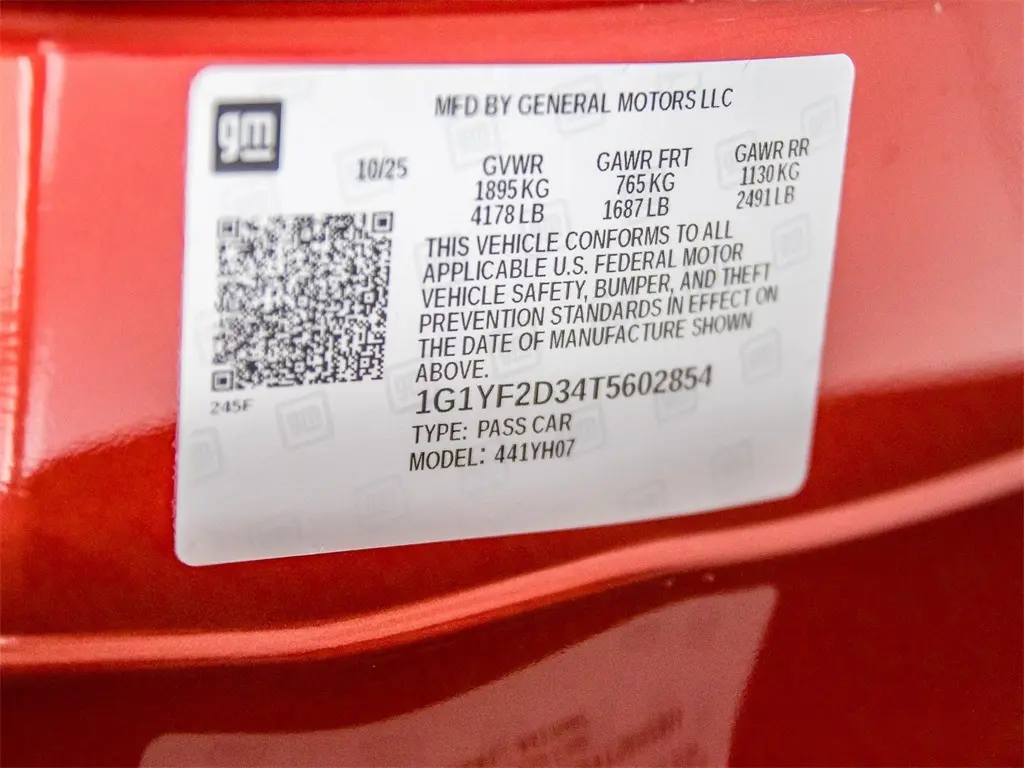 gm
MFD BY GENERAL MOTORS LLC
10/25 GVWR GAWR FRT GAWR RR
1895 KG 765 KG 1130 KG
4178 LB 1687 LB 2491 LB
THIS VEHICLE CONFORMS TO ALL
APPLICABLE U.S. FEDERAL MOTOR
VEHICLE SAFETY, BUMPER, AND THEFT
PREVENTION STANDARDS IN EFFECT ON
THE DATE OF MANUFACTURE SHOWN
ABOVE.
245F
1G1YF2D34T5602854
TYPE: PASS CAR
MODEL: 441YH07